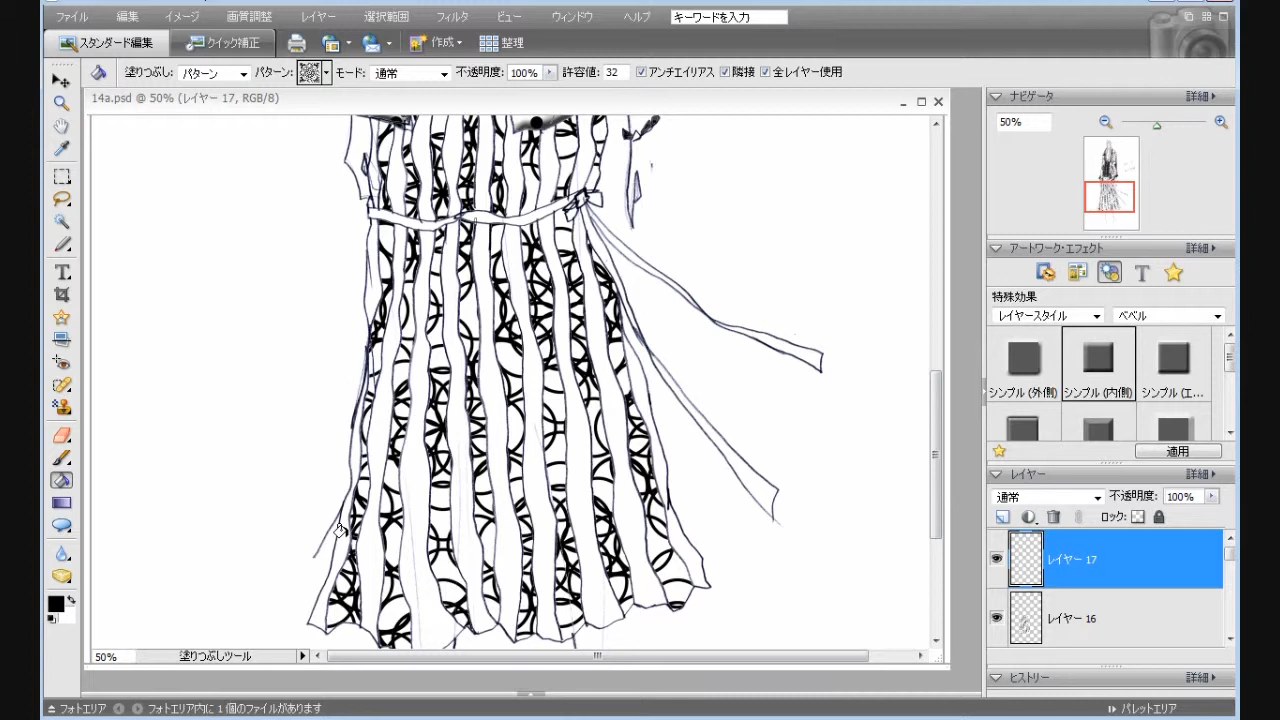 ファイル 編集 イメージ 画質調整 レイヤー 選択範囲 フィルタ ビュー ウィンドウ ヘルプ キーワードを入力
スタンダード編集 クイック補正 作成 整理
塗りつぶし: パターン パターン: モード: 通常 不透明度: 100% 許容値: 32 アンチエイリアス 隣接 全レイヤー使用
14a.psd @ 50% (レイヤー 17, RGB/8)
ナビゲータ 詳細
50%
アートワーク・エフェクト 詳細
特殊効果
レイヤースタイル ベベル
シンプル (外側) シンプル (内側) シンプル (エ...
適用
レイヤー 詳細
通常 不透明度: 100%
ロック:
レイヤー 17
レイヤー 16
50% 塗りつぶしツール
ヒストリー 詳細
フォトエリア フォトエリア内に 1 個のファイルがあります パレットエリア